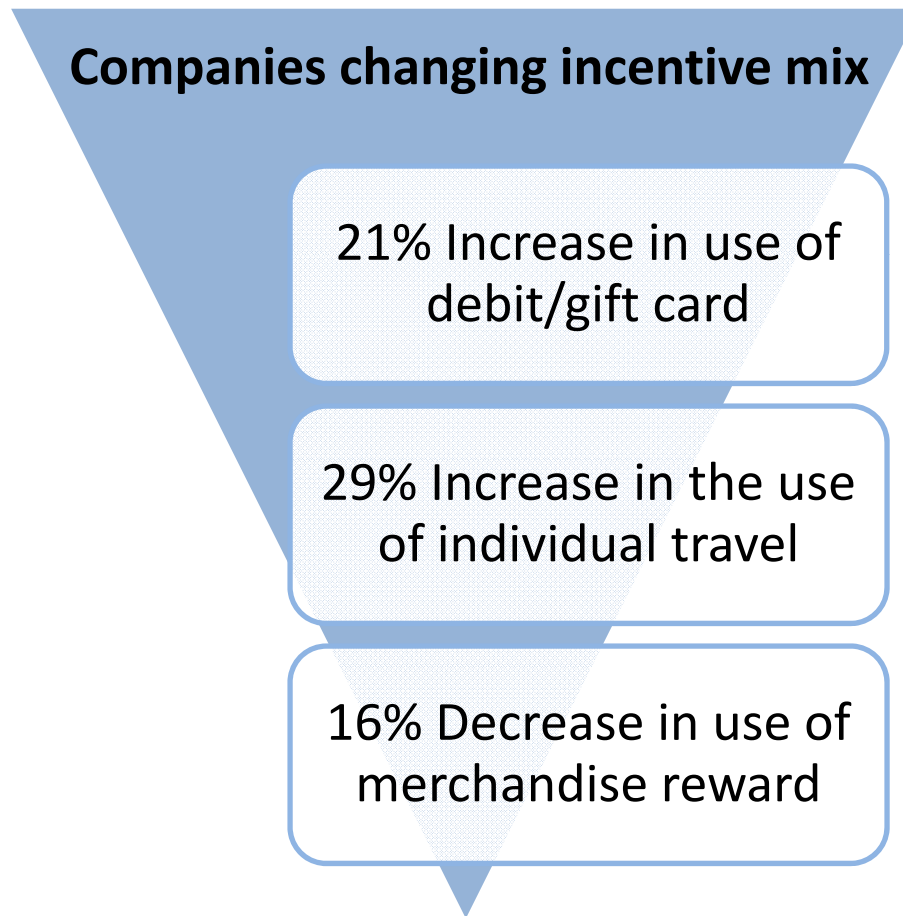 Companies changing incentive mix
21% Increase in use of
debit/gift card
29% Increase in the use
of individual travel
16% Decrease in use of
merchandise reward